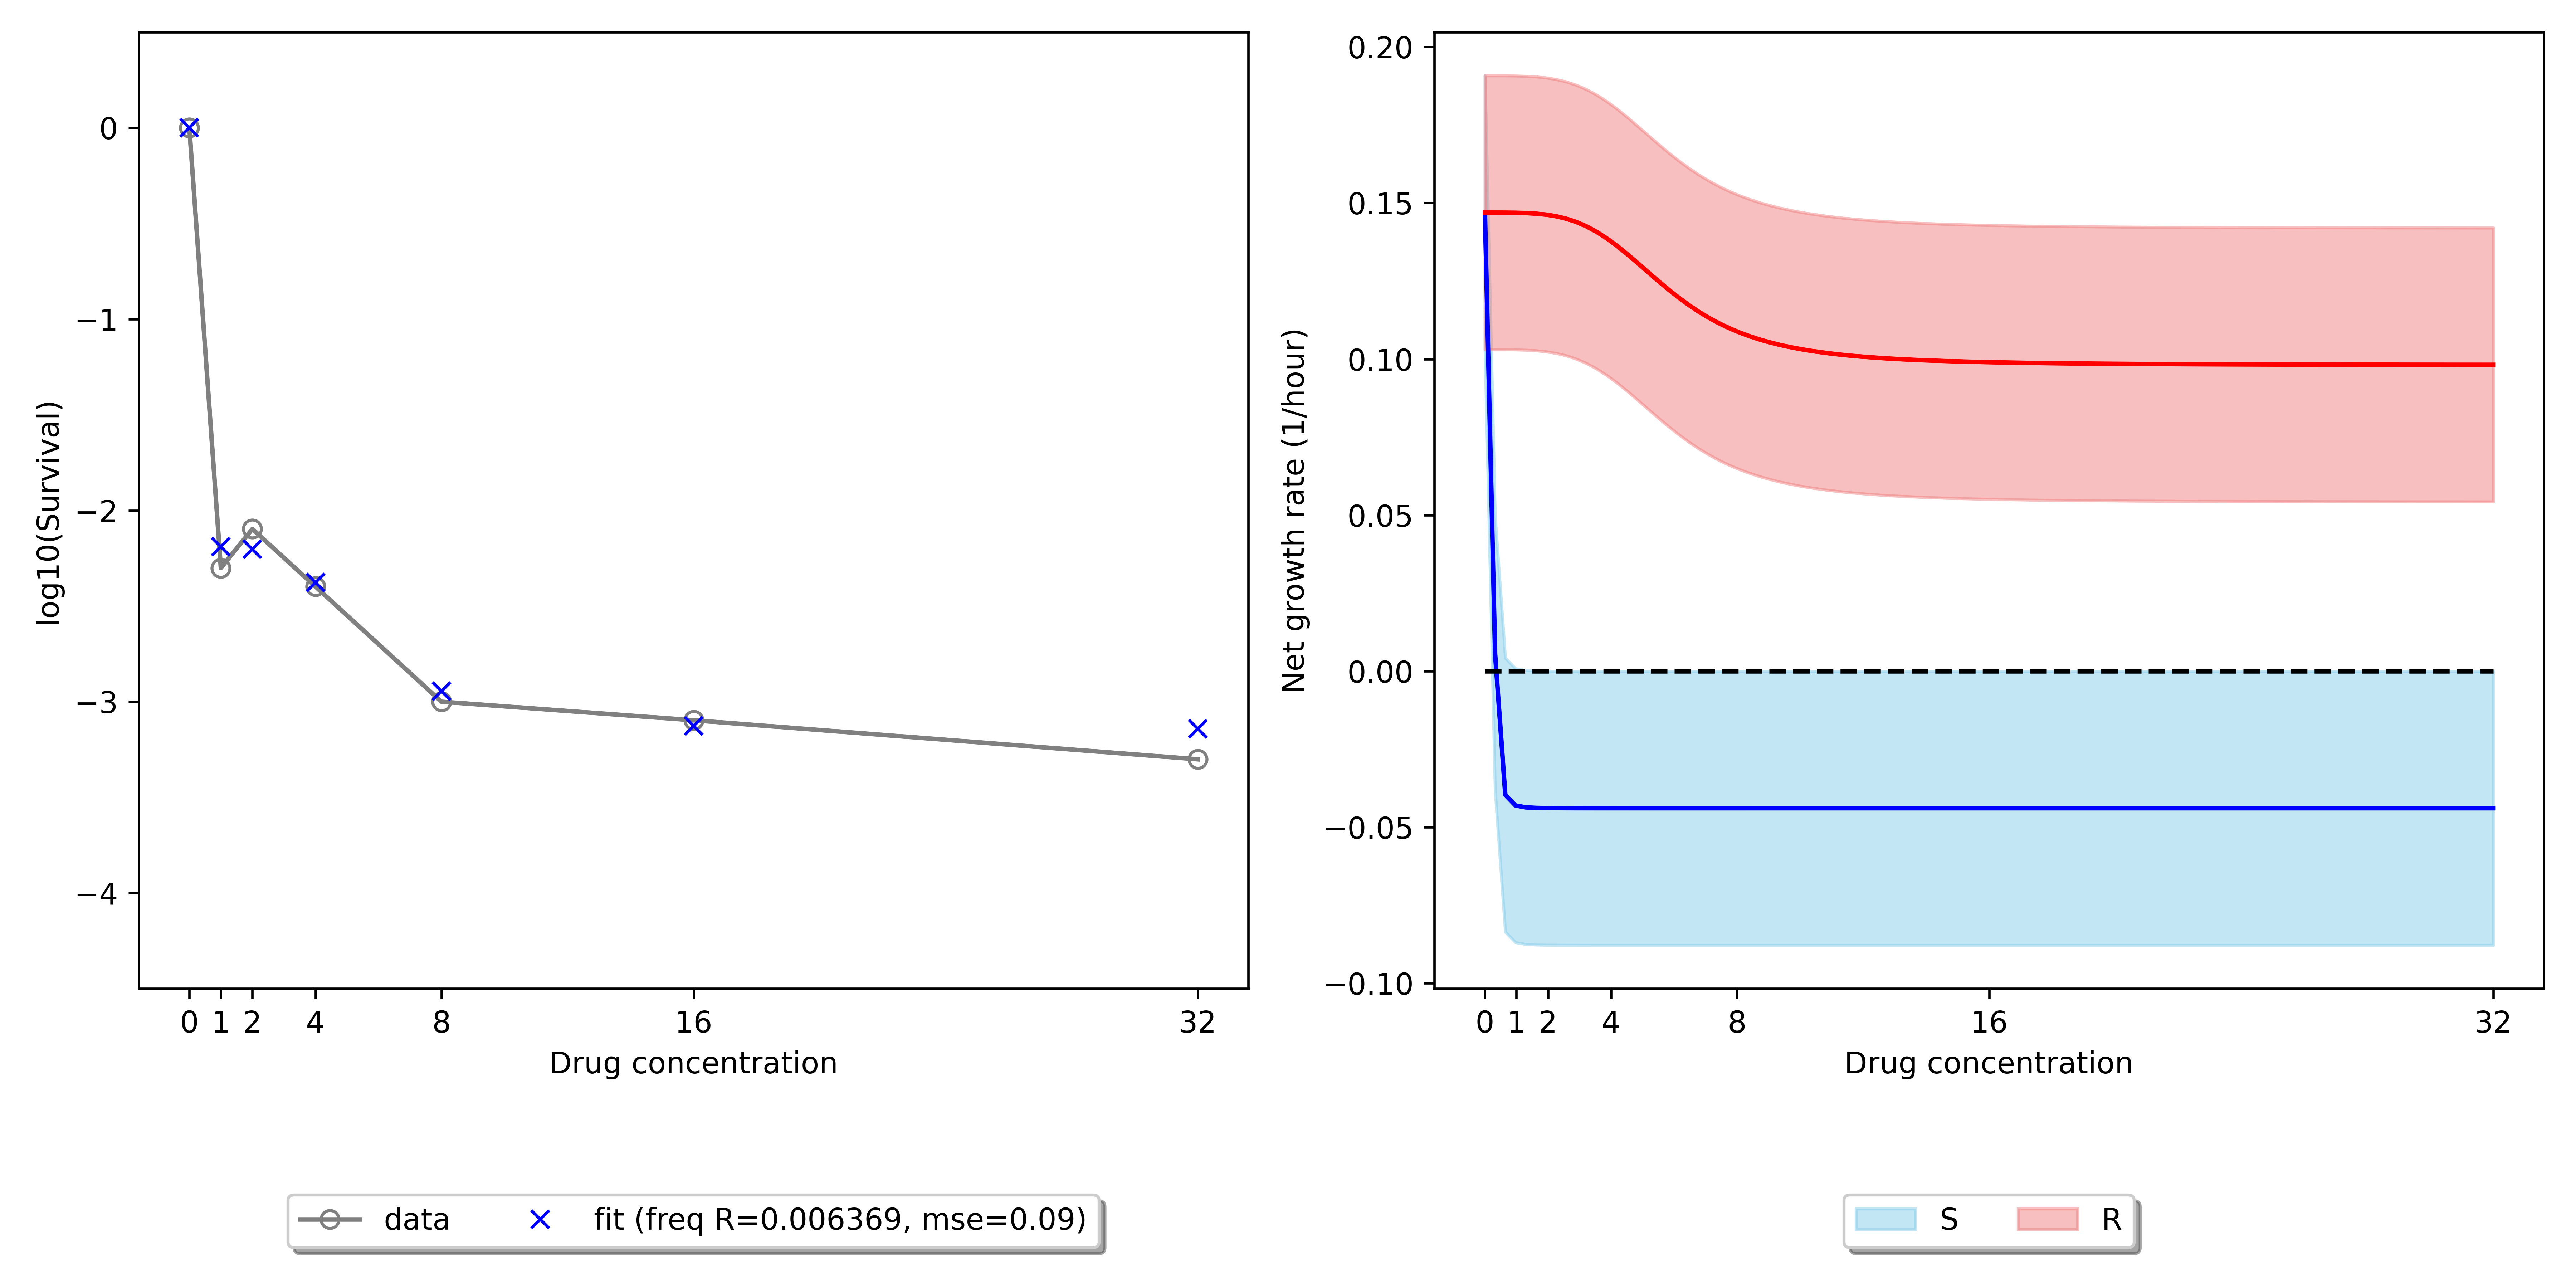 0
−1
−2
−3
−4
log10(Survival)
0 1 2 4 8 16 32
Drug concentration
data fit (freq R=0.006369, mse=0.09)
0.20
0.15
0.10
0.05
0.00
−0.05
−0.10
Net growth rate (1/hour)
0 1 2 4 8 16 32
Drug concentration
S R